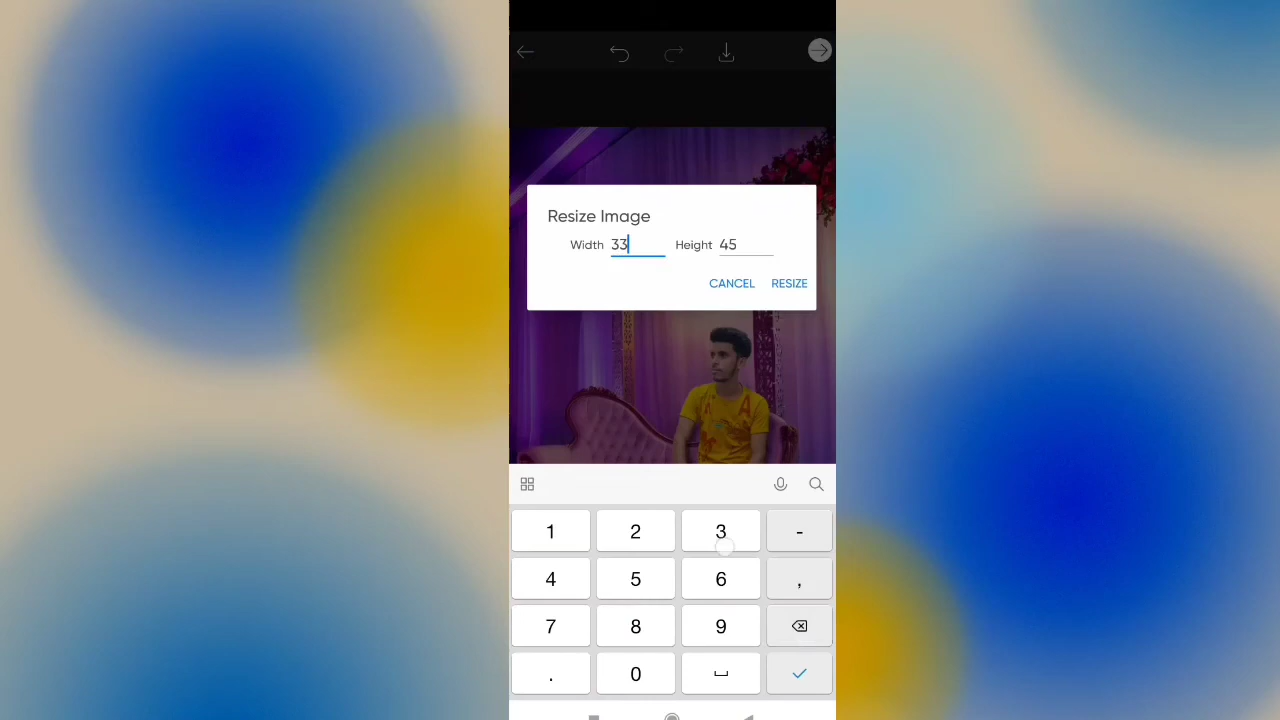 Resize Image
Width 33 Height 45
CANCEL RESIZE
1 2 3 -
4 5 6 ,
7 8 9
. 0